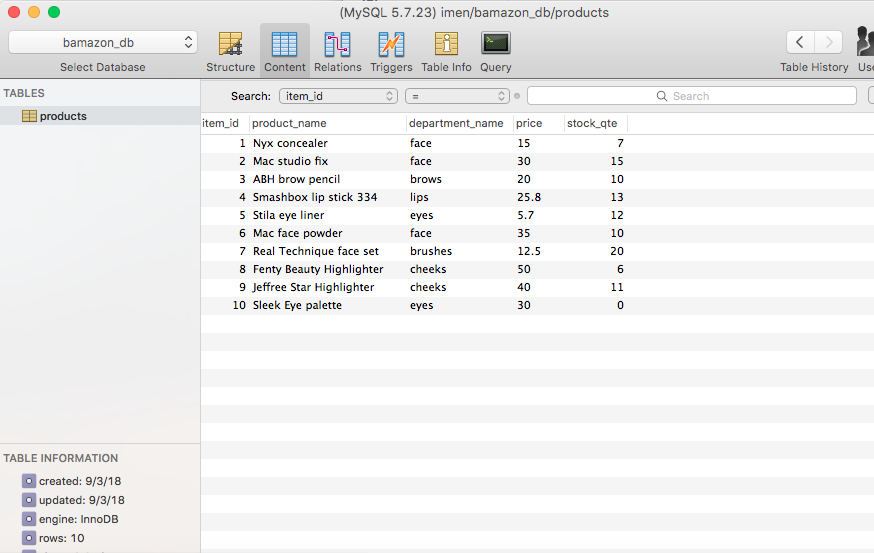 (MySQL 5.7.23) imen/bamazon_db/products
bamazon_db
Select Database
Structure Content Relations Triggers Table Info Query
Table History
TABLES
products
Search: item_id = Search
item_id product_name department_name price stock_qte
1 Nyx concealer face 15 7
2 Mac studio fix face 30 15
3 ABH brow pencil brows 20 10
4 Smashbox lip stick 334 lips 25.8 13
5 Stila eye liner eyes 5.7 12
6 Mac face powder face 35 10
7 Real Technique face set brushes 12.5 20
8 Fenty Beauty Highlighter cheeks 50 6
9 Jeffree Star Highlighter cheeks 40 11
10 Sleek Eye palette eyes 30 0
TABLE INFORMATION
created: 9/3/18
updated: 9/3/18
engine: InnoDB
rows: 10